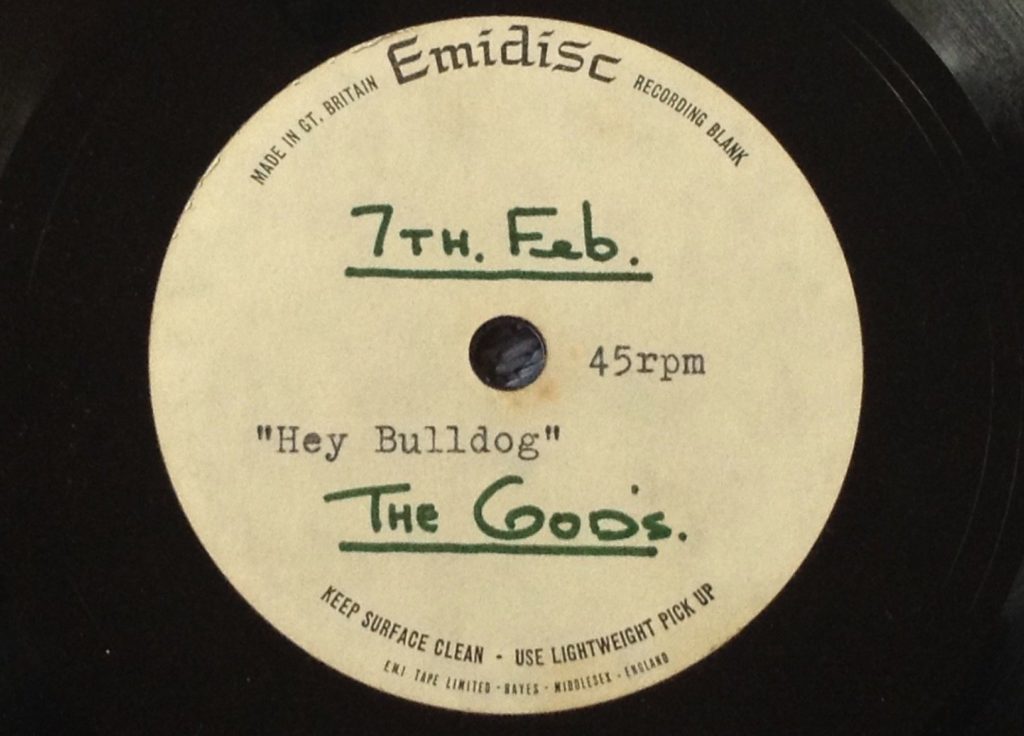 Emidisc
MADE IN GT. BRITAIN
RECORDING BLANK
7TH. Feb.
45rpm
"Hey Bulldog"
THE GOD'S.
KEEP SURFACE CLEAN - USE LIGHTWEIGHT PICK UP
E.M.I TAPE LIMITED - HAYES - MIDDLESEX - ENGLAND